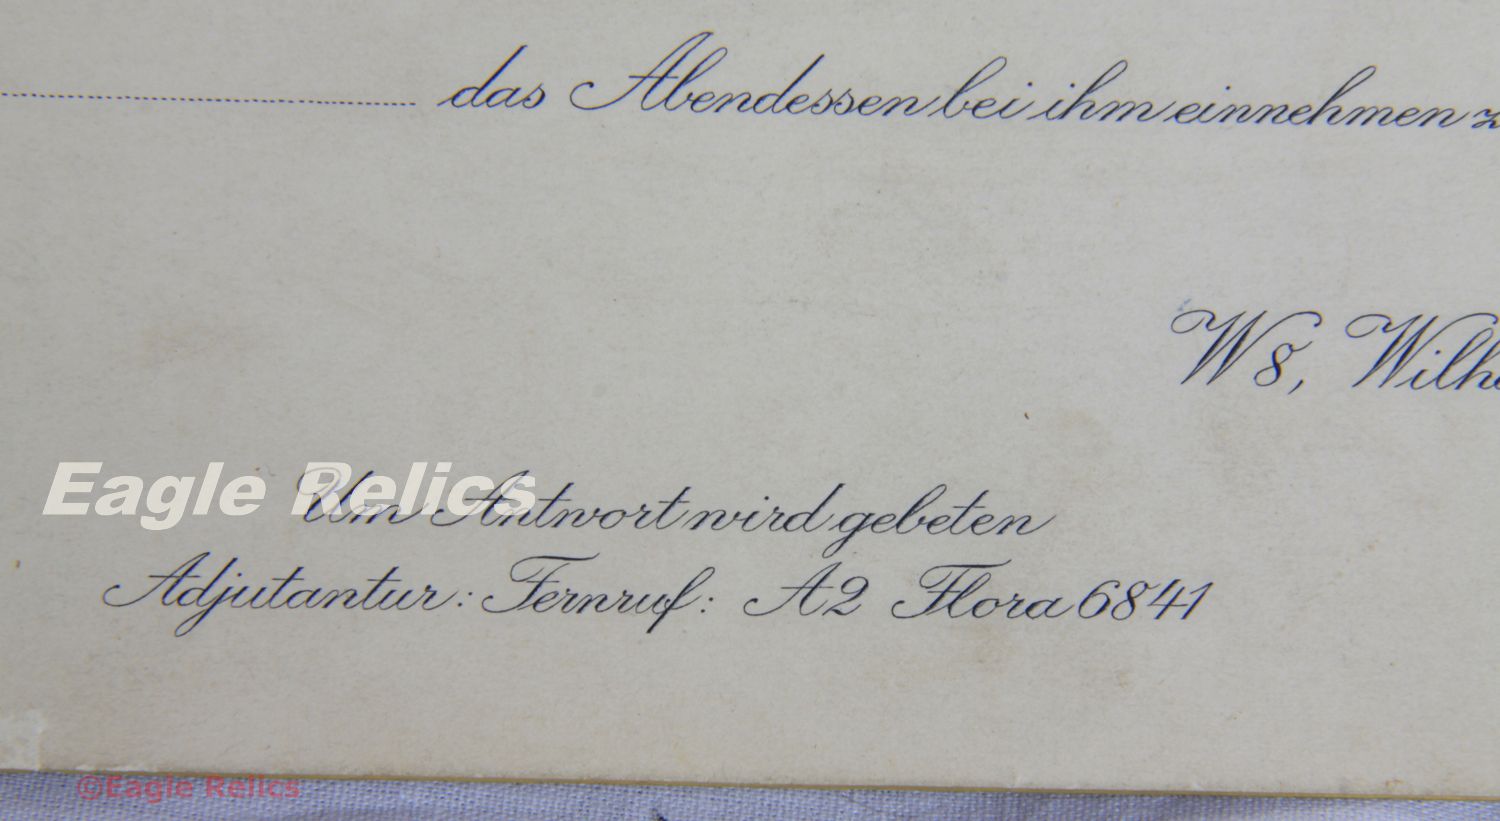 das Abendessen bei ihm einnehmen z
W8, Wilh
Eagle Relics
Um Antwort wird gebeten
Adjutantur: Fernruf: A2 Flora 6841
©Eagle Relics